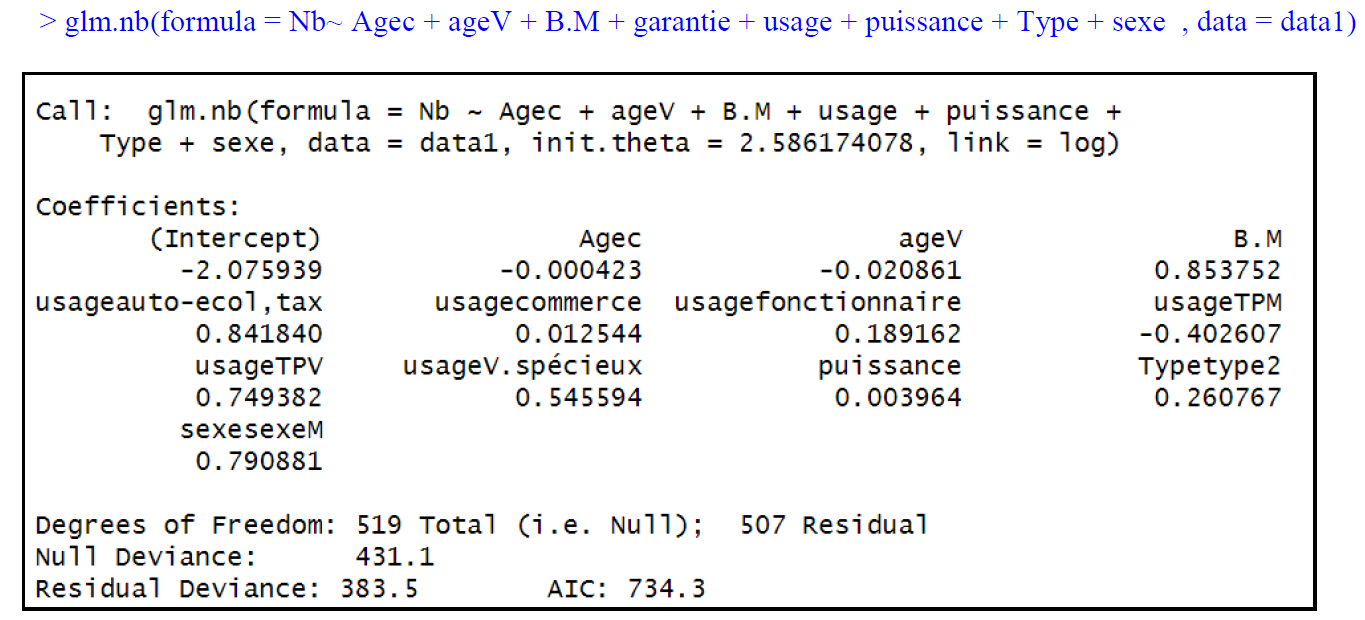 > glm.nb(formula = Nb~ Agec + ageV + B.M + garantie + usage + puissance + Type + sexe , data = data1)
Call: glm.nb(formula = Nb ~ Agec + ageV + B.M + usage + puissance +
Type + sexe, data = data1, init.theta = 2.586174078, link = log)
Coefficients:
(Intercept) Agec ageV B.M
-2.075939 -0.000423 -0.020861 0.853752
usageauto-ecol,tax usagecommerce usagefonctionnaire usageTPM
0.841840 0.012544 0.189162 -0.402607
usageTPV usageV.spécieux puissance Typetype2
0.749382 0.545594 0.003964 0.260767
sexesexeM
0.790881
Degrees of Freedom: 519 Total (i.e. Null); 507 Residual
Null Deviance: 431.1
Residual Deviance: 383.5 AIC: 734.3